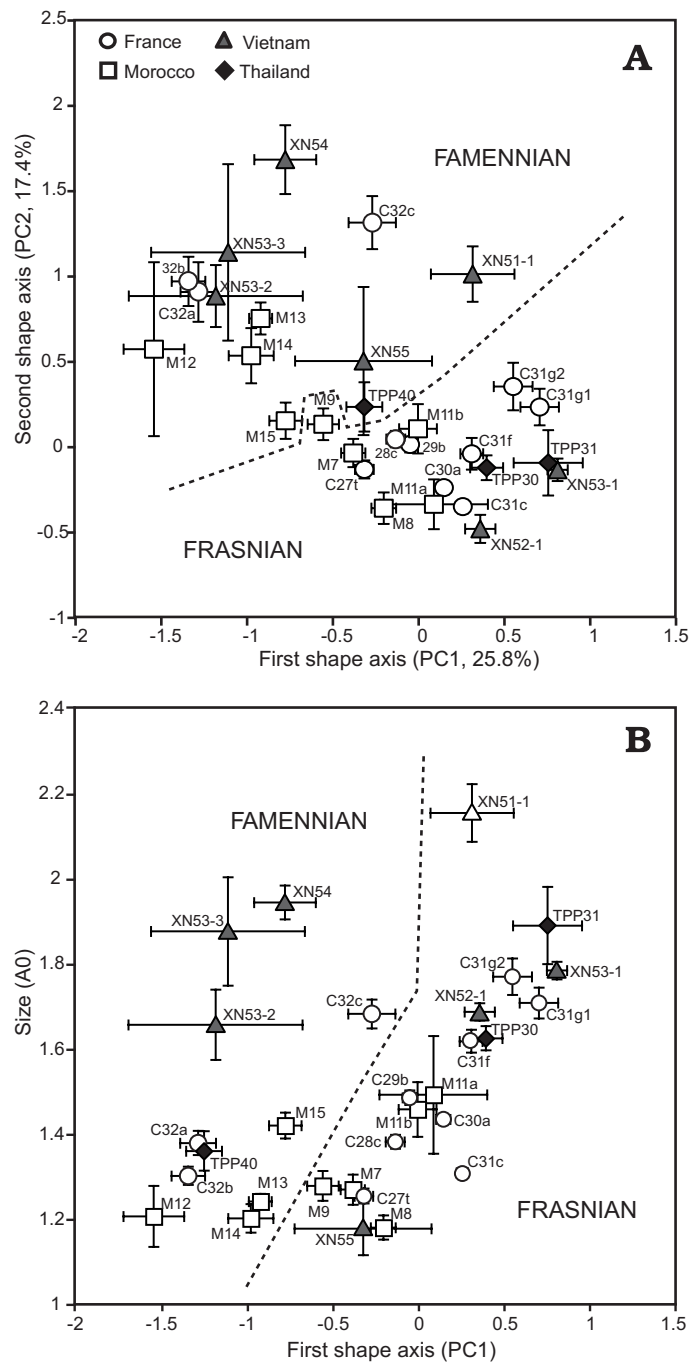 A
France
Vietnam
Morocco
Thailand
FAMENNIAN
FRASNIAN
XN54
C32c
XN53-3
XN51-1
32b
XN53-2
C32a
M13
M14
M12
XN55
C31g2
TPP40
C31g1
M9
M11b
M15
28c
29b
C31f
M7
TPP31
C27t
C30a
TPP30
XN53-1
M11a
C31c
M8
XN52-1
Second shape axis (PC2, 17.4%)
2.5
2
1.5
1
0.5
0
-0.5
-1
-2
-1.5
-1
-0.5
0
0.5
1
1.5
First shape axis (PC1, 25.8%)
B
FAMENNIAN
FRASNIAN
XN51-1
XN54
XN53-3
TPP31
C31g2
XN53-1
XN52-1
C31g1
C32c
XN53-2
TPP30
C31f
C29b
M11a
M15
M11b
C30a
C32a
C28c
TPP40
C31c
C32b
M13
M7
C27t
M12
M9
M8
M14
XN55
Size (A0)
2.4
2.2
2
1.8
1.6
1.4
1.2
1
-2
-1.5
-1
-0.5
0
0.5
1
1.5
First shape axis (PC1)